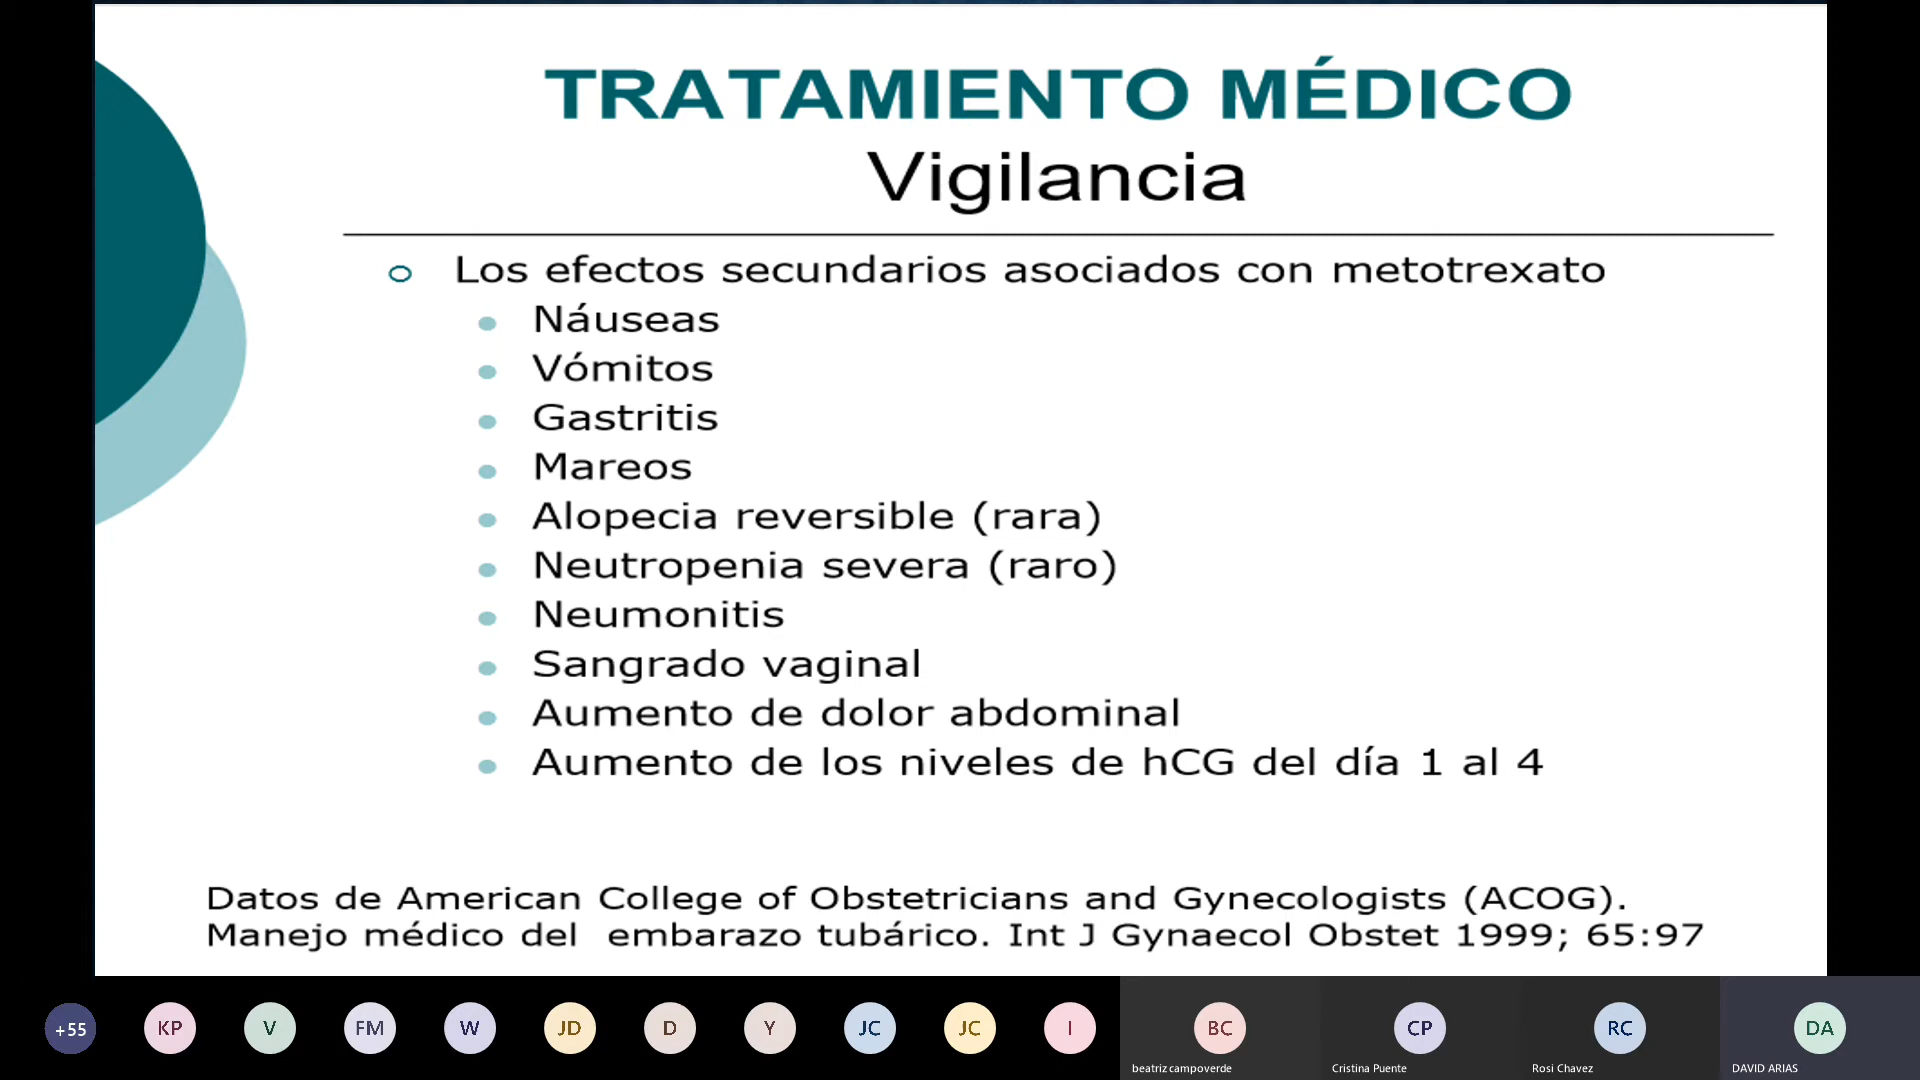 TRATAMIENTO MÉDICO
Vigilancia
Los efectos secundarios asociados con metotrexato
Náuseas
Vómitos
Gastritis
Mareos
Alopecia reversible (rara)
Neutropenia severa (raro)
Neumonitis
Sangrado vaginal
Aumento de dolor abdominal
Aumento de los niveles de hCG del día 1 al 4
Datos de American College of Obstetricians and Gynecologists (ACOG).
Manejo médico del embarazo tubárico. Int J Gynaecol Obstet 1999; 65:97
+55 KP V FM W JD D Y JC JC I BC CP RC DA
beatriz campoverde Cristina Puente Rosi Chavez DAVID ARIAS